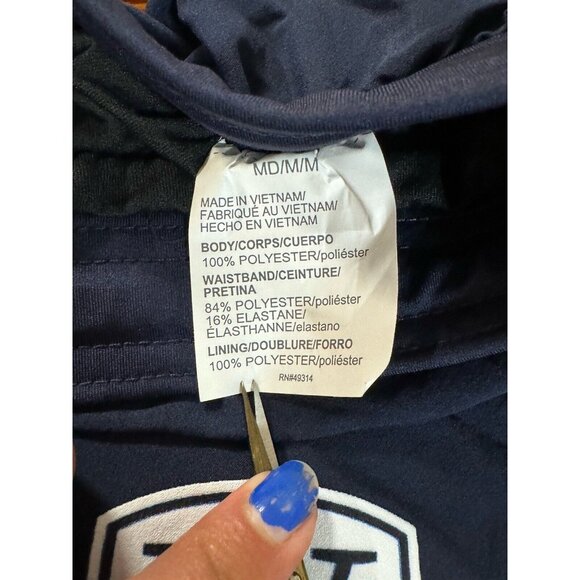 MD/M/M
MADE IN VIETNAM/
FABRIQUÉ AU VIETNAM/
HECHO EN VIETNAM
BODY/CORPS/CUERPO
100% POLYESTER/poliéster
WAISTBAND/CEINTURE/
PRETINA
84% POLYESTER/poliéster
16% ELASTANE/
ÉLASTHANNE/elastano
LINING/DOUBLURE/FORRO
100% POLYESTER/poliéster
RN#49314